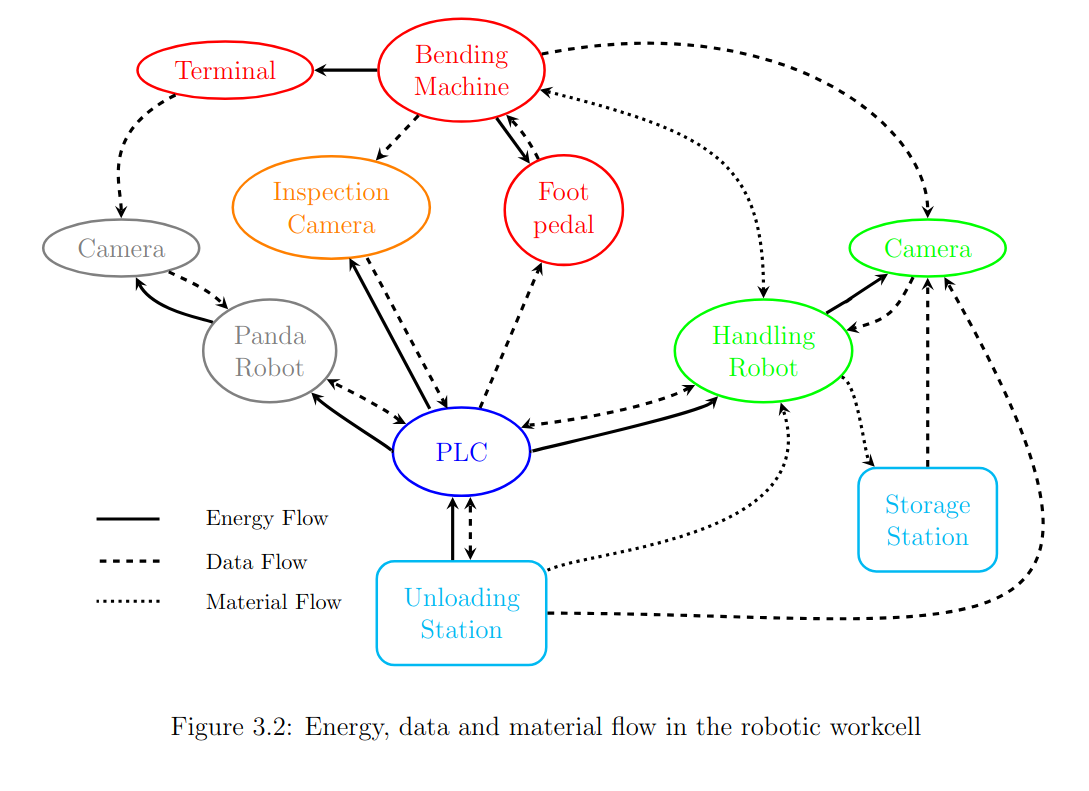 Terminal
Bending
Machine
Inspection
Camera
Foot
pedal
Camera
Camera
Panda
Robot
Handling
Robot
PLC
Storage
Station
Energy Flow
Data Flow
Material Flow
Unloading
Station
Figure 3.2: Energy, data and material flow in the robotic workcell